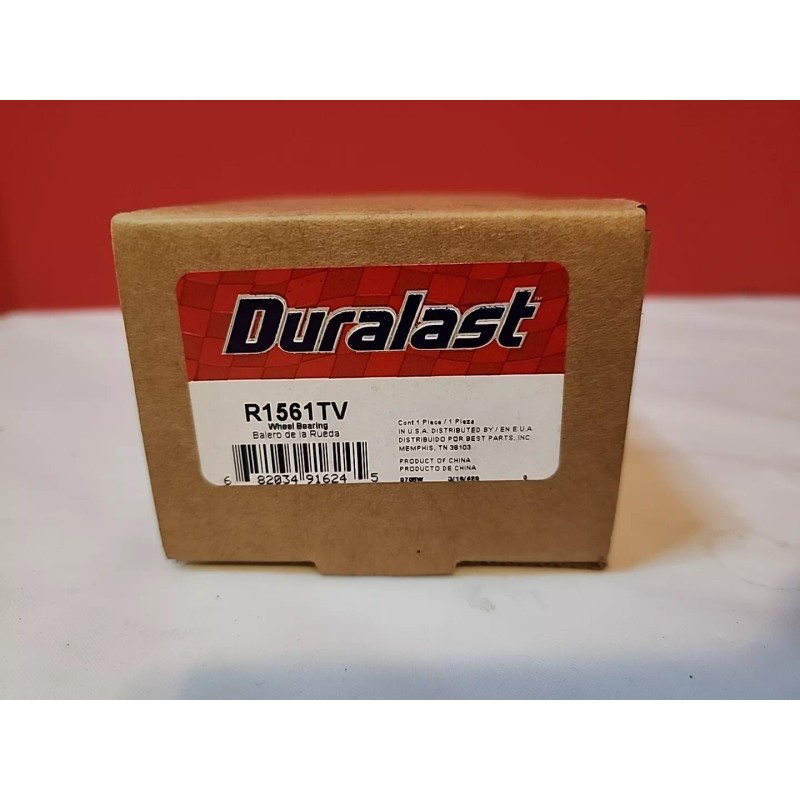 Duralast™
R1561TV
Wheel Bearing
Balero de la Rueda
6 82034 91624 5
Cont 1 Piece / 1 Pieza
IN U.S.A. DISTRIBUTED BY / EN E.U.A
DISTRIBUIDO POR BEST PARTS, INC
MEMPHIS, TN 38103
PRODUCT OF CHINA
PRODUCTO DE CHINA